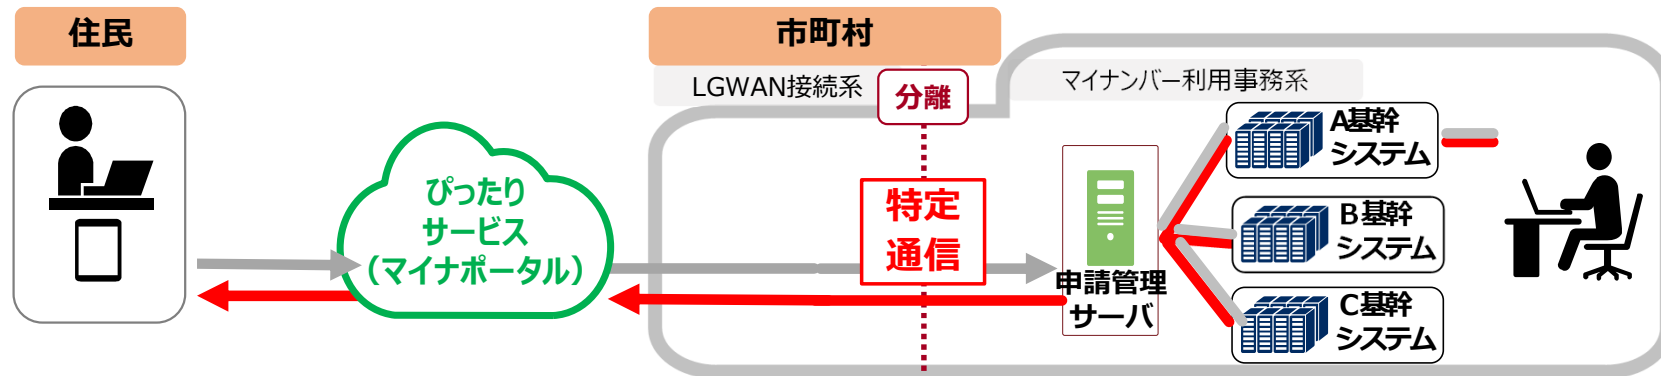 住民
市町村
LGWAN接続系
分離
マイナンバー利用事務系
ぴったり
サービス
（マイナポータル）
特定
通信
申請管理
サーバ
A基幹
システム
B基幹
システム
C基幹
システム